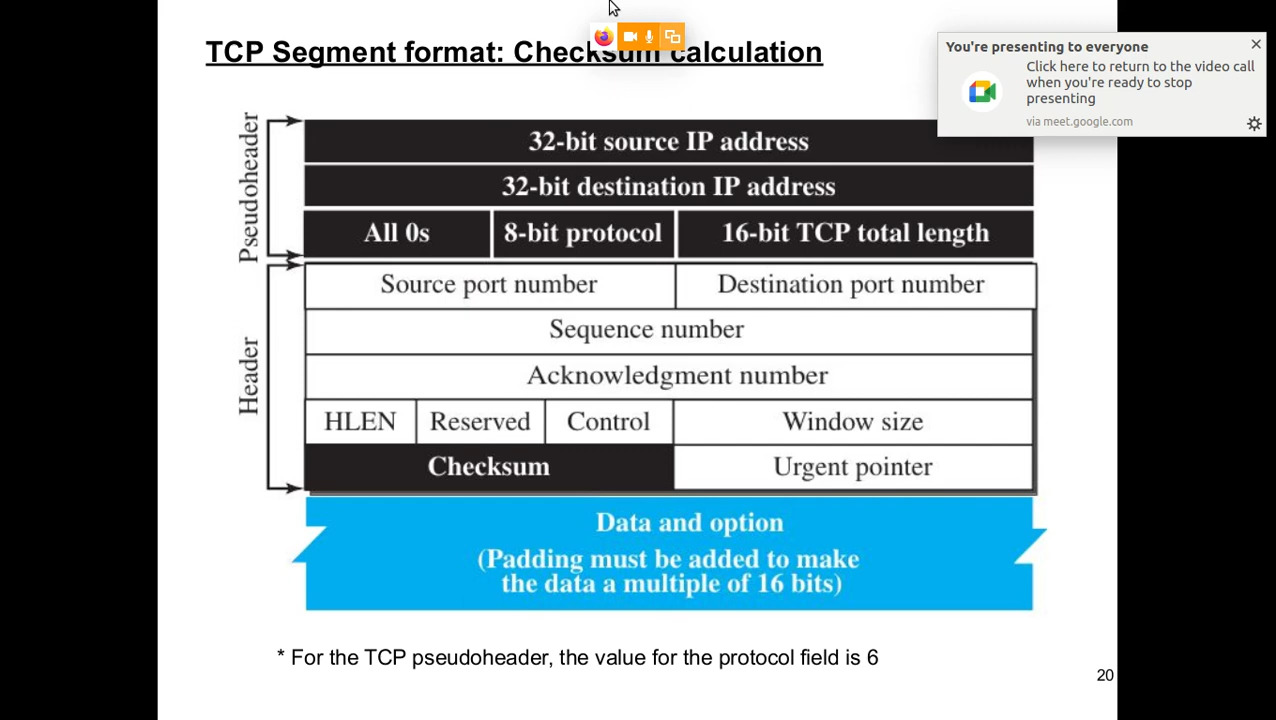 TCP Segment format: Checksum calculation
You're presenting to everyone
Click here to return to the video call
when you're ready to stop
presenting
via meet.google.com
Pseudoheader
32-bit source IP address
32-bit destination IP address
All 0s 8-bit protocol 16-bit TCP total length
Header
Source port number Destination port number
Sequence number
Acknowledgment number
HLEN Reserved Control Window size
Checksum Urgent pointer
Data and option
(Padding must be added to make
the data a multiple of 16 bits)
* For the TCP pseudoheader, the value for the protocol field is 6
20